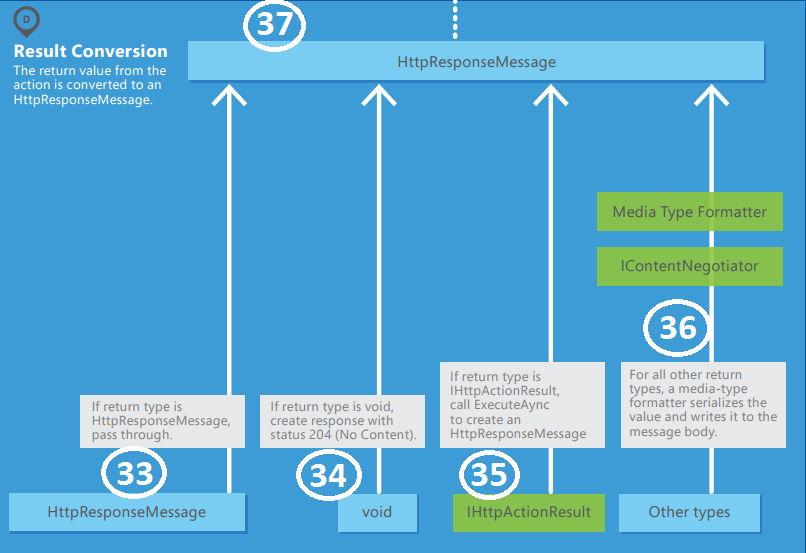 D
37
Result Conversion
The return value from the
action is converted to an
HttpResponseMessage.
HttpResponseMessage
Media Type Formatter
IContentNegotiator
36
If return type is
HttpResponseMessage,
pass through.
If return type is void,
create response with
status 204 (No Content).
If return type is
IHttpActionResult,
call ExecuteAync
to create an
HttpResponseMessage
For all other return
types, a media-type
formatter serializes the
value and writes it to the
message body.
33
34
35
HttpResponseMessage
void
IHttpActionResult
Other types